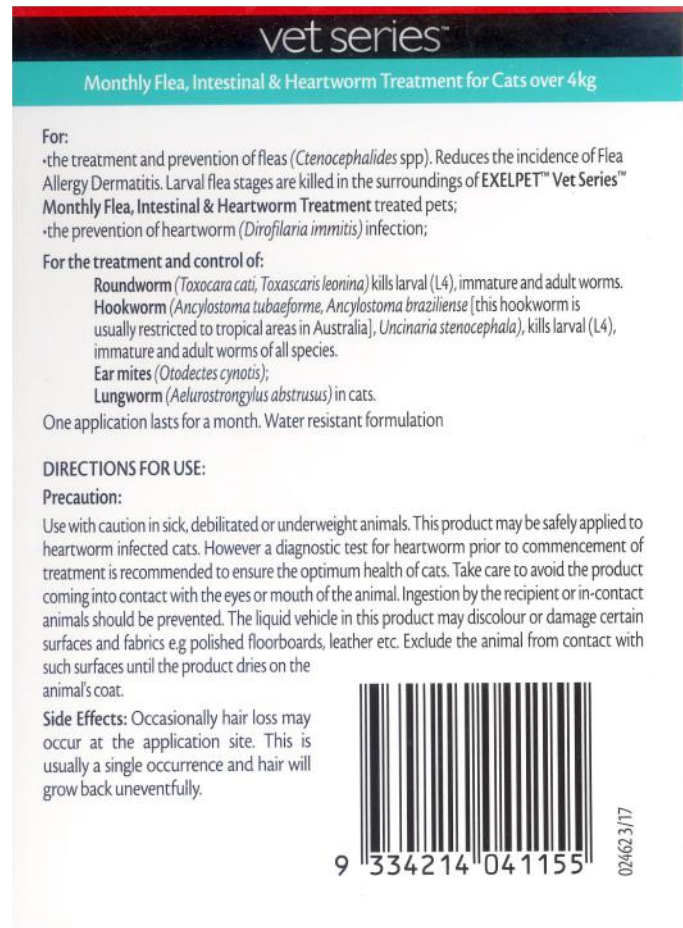 vet series™
Monthly Flea, Intestinal & Heartworm Treatment for Cats over 4kg
For:
•the treatment and prevention of fleas (Ctenocephalides spp). Reduces the incidence of Flea
Allergy Dermatitis. Larval flea stages are killed in the surroundings of EXELPET™ Vet Series™
Monthly Flea, Intestinal & Heartworm Treatment treated pets;
•the prevention of heartworm (Dirofilaria immitis) infection;
For the treatment and control of:
Roundworm (Toxocara cati, Toxascaris leonina) kills larval (L4), immature and adult worms.
Hookworm (Ancylostoma tubaeforme, Ancylostoma braziliense [this hookworm is
usually restricted to tropical areas in Australia], Uncinaria stenocephala), kills larval (L4),
immature and adult worms of all species.
Ear mites (Otodectes cynotis);
Lungworm (Aelurostrongylus abstrusus) in cats.
One application lasts for a month. Water resistant formulation
DIRECTIONS FOR USE:
Precaution:
Use with caution in sick, debilitated or underweight animals. This product may be safely applied to
heartworm infected cats. However a diagnostic test for heartworm prior to commencement of
treatment is recommended to ensure the optimum health of cats. Take care to avoid the product
coming into contact with the eyes or mouth of the animal. Ingestion by the recipient or in-contact
animals should be prevented. The liquid vehicle in this product may discolour or damage certain
surfaces and fabrics e.g polished floorboards, leather etc. Exclude the animal from contact with
such surfaces until the product dries on the
animal's coat.
Side Effects: Occasionally hair loss may
occur at the application site. This is
usually a single occurrence and hair will
grow back uneventfully.
9 334214 041155
02462 3/17